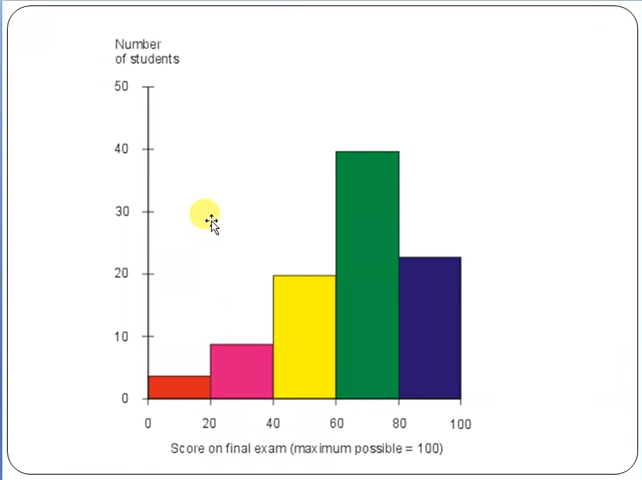 Number
of students
50
40
30
20
10
0
0 20 40 60 80 100
Score on final exam (maximum possible = 100)